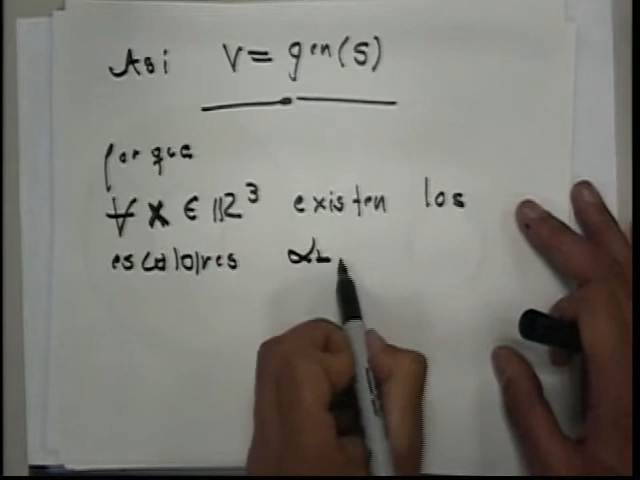 Asi V = gen(S)
porque
∀ x ∈ ℝ³ existen los
escalares α₁